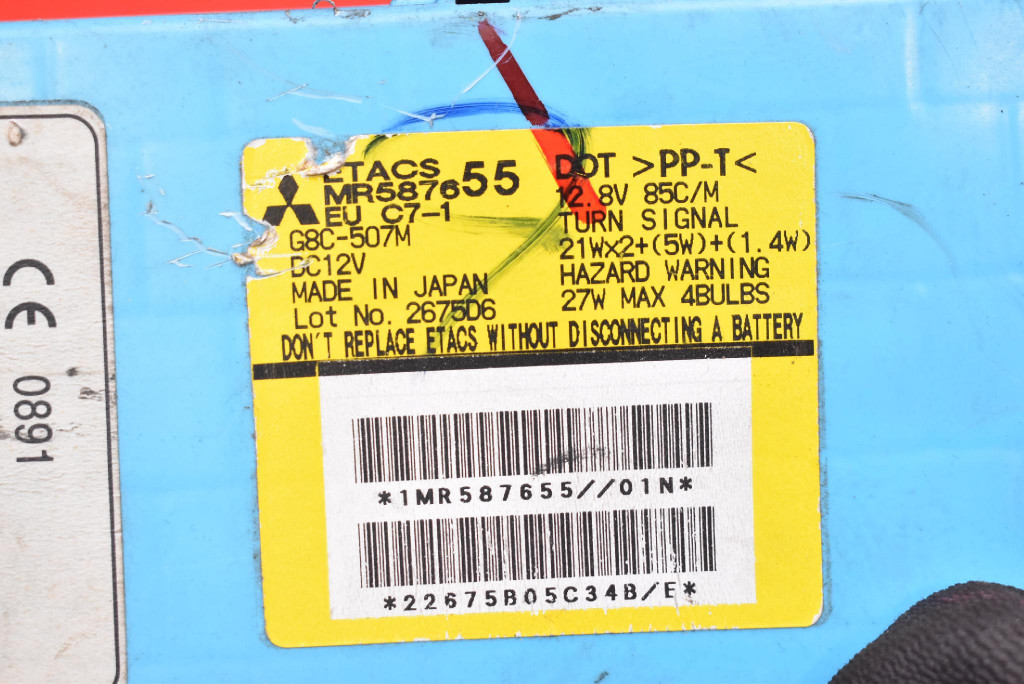 ETACS
MR587655
EU C7-1
G8C-507M
DC12V
MADE IN JAPAN
Lot No. 2675D6
DOT >PP-T<
12.8V 85C/M
TURN SIGNAL
21W×2+(5W)+(1.4W)
HAZARD WARNING
27W MAX 4BULBS
DON'T REPLACE ETACS WITHOUT DISCONNECTING A BATTERY
*1MR587655//01N*
*22675B05C34B/E*
CE 0891